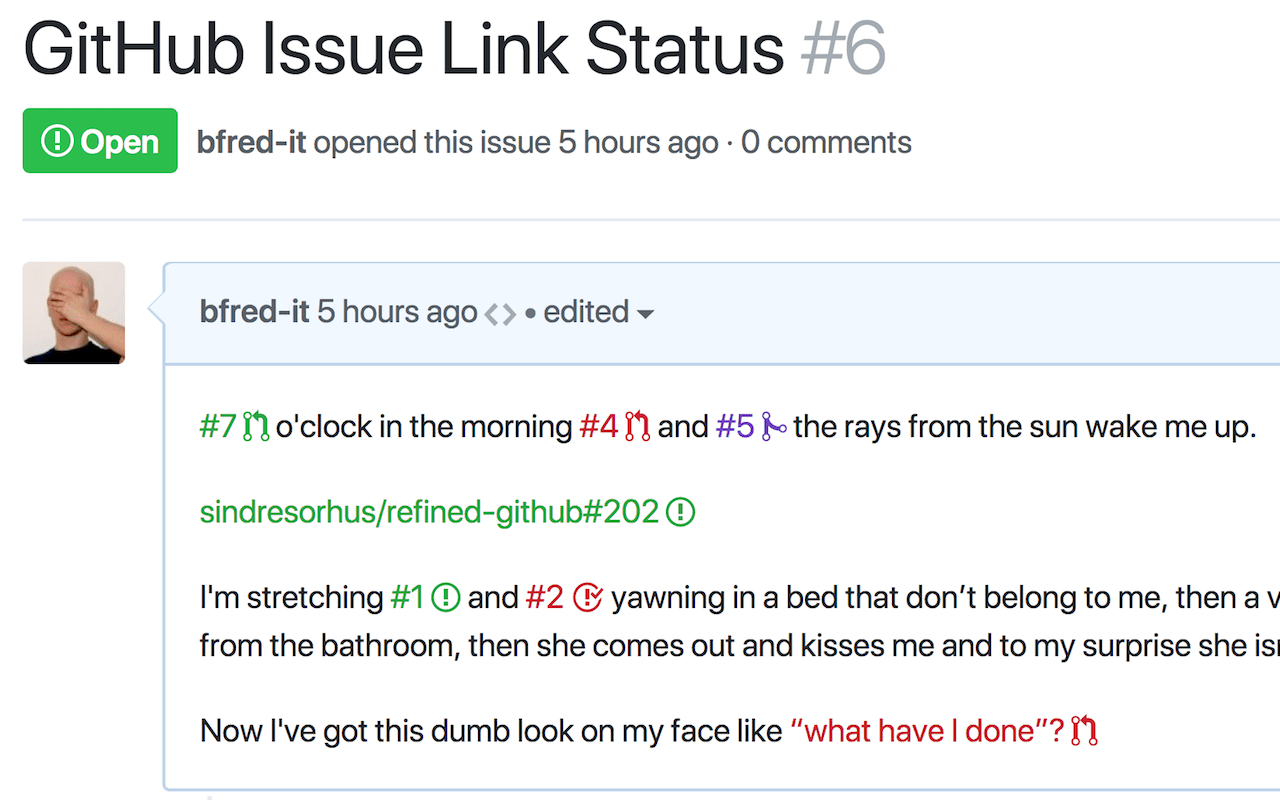 GitHub Issue Link Status #6
Open bfred-it opened this issue 5 hours ago · 0 comments
bfred-it 5 hours ago <> • edited
#7 o'clock in the morning #4 and #5 the rays from the sun wake me up.
sindresorhus/refined-github#202
I'm stretching #1 and #2 yawning in a bed that don’t belong to me, then a
from the bathroom, then she comes out and kisses me and to my surprise she
Now I've got this dumb look on my face like “what have I done”?